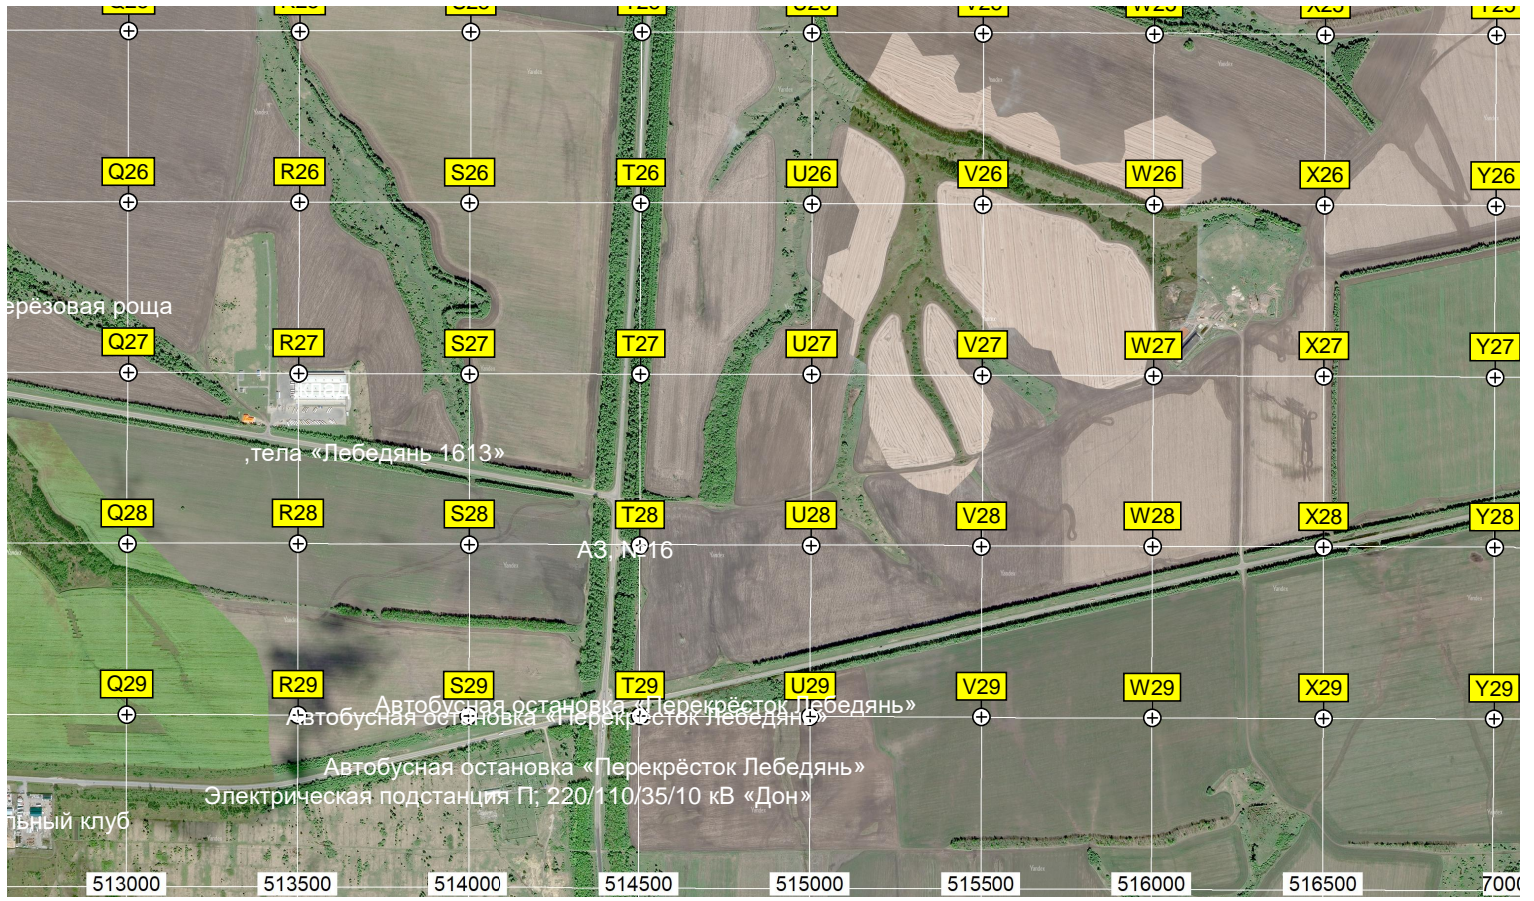 Q26 R26 S26 T26 U26 V26 W26 X26 Y26
ерёзовая роща
Q27 R27 S27 T27 U27 V27 W27 X27 Y27
,тела «Лебедянь 1613»
Q28 R28 S28 T28 U28 V28 W28 X28 Y28
А3, №16
Q29 R29 S29 T29 U29 V29 W29 X29 Y29
Автобусная остановка «Перекрёсток Лебедянь»
Автобусная остановка «Перекрёсток Лебедянь»
Автобусная остановка «Перекрёсток Лебедянь»
Электрическая подстанция П; 220/110/35/10 кВ «Дон»
льный клуб
513000 513500 514000 514500 515000 515500 516000 516500